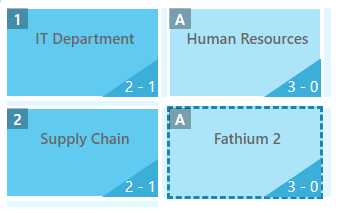 1 A
IT Department Human Resources
2 - 1 3 - 0
2 A
Supply Chain Fathium 2
2 - 1 3 - 0